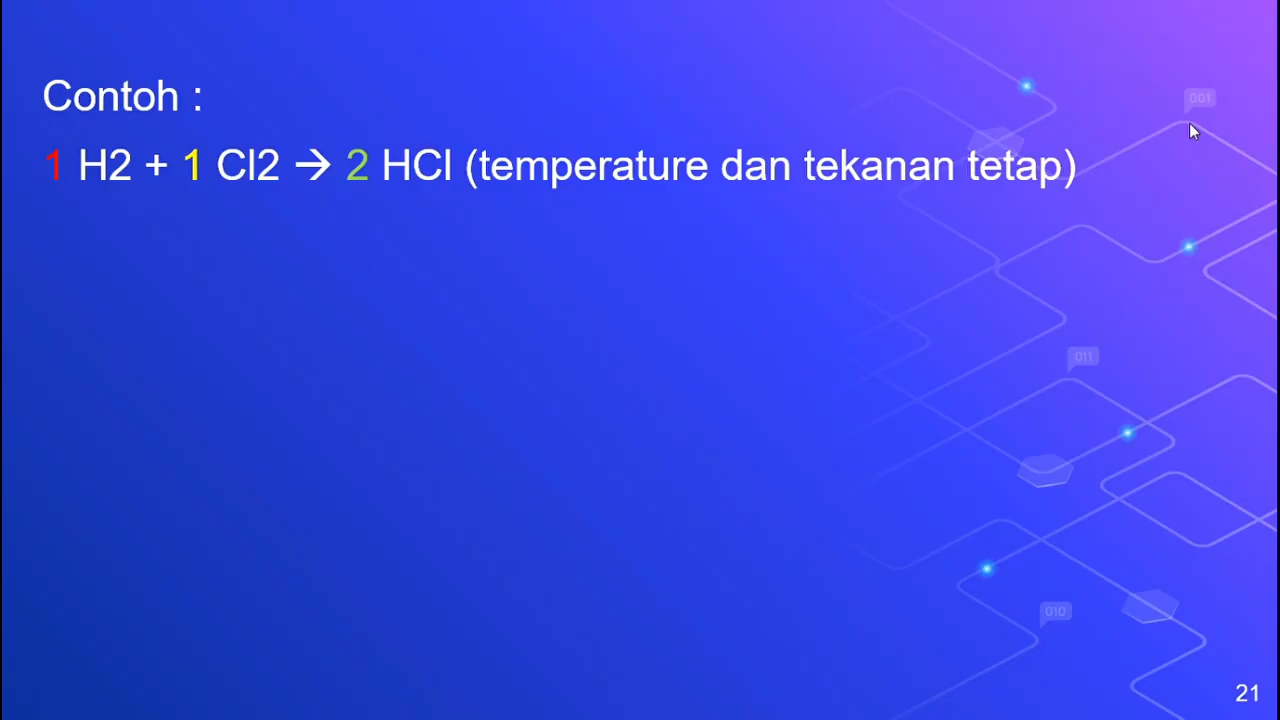 Contoh :
1 H2 + 1 Cl2 → 2 HCl (temperature dan tekanan tetap)
001
011
010
21